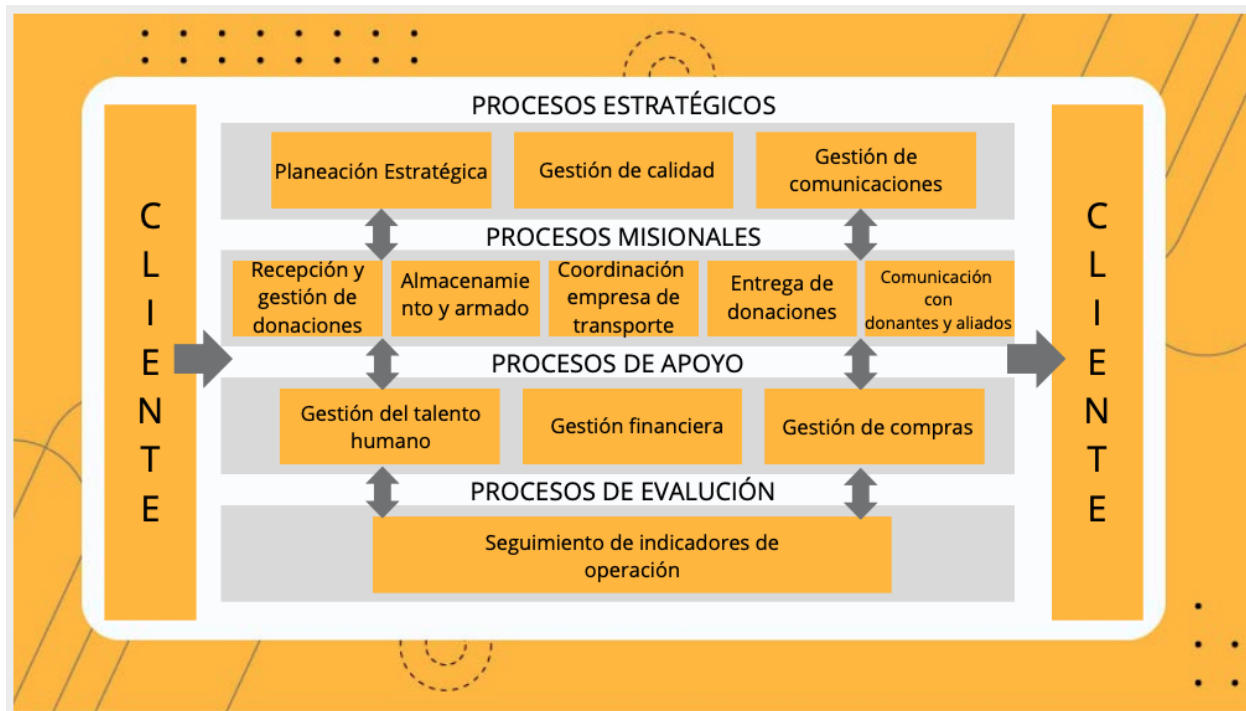 PROCESOS ESTRATÉGICOS
Planeación Estratégica
Gestión de calidad
Gestión de
comunicaciones
CLIENTE
PROCESOS MISIONALES
Recepción y
gestión de
donaciones
Almacenamie
nto y armado
Coordinación
empresa de
transporte
Entrega de
donaciones
Comunicación
con
donantes y aliados
PROCESOS DE APOYO
Gestión del talento
humano
Gestión financiera
Gestión de compras
PROCESOS DE EVALUCIÓN
Seguimiento de indicadores de
operación
CLIENTE